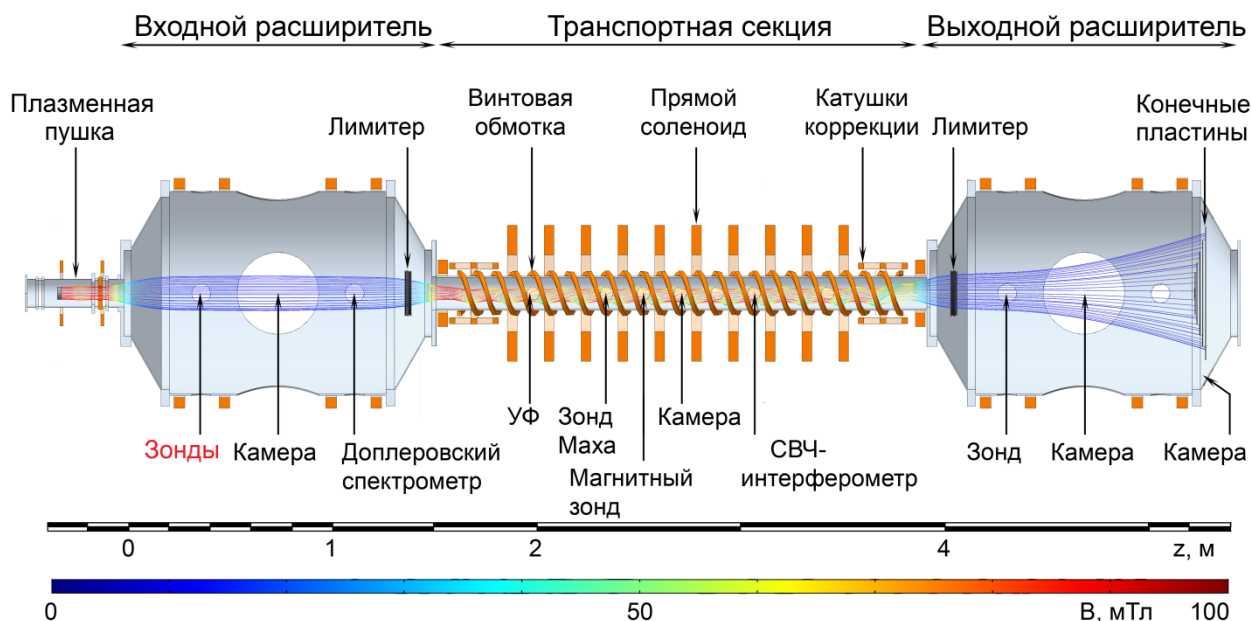 Входной расширитель
Транспортная секция
Выходной расширитель
Плазменная
пушка
Лимитер
Винтовая
обмотка
Прямой
соленоид
Катушки
коррекции
Лимитер
Конечные
пластины
Зонды
Камера
Доплеровский
спектрометр
УФ
Зонд
Маха
Магнитный
зонд
Камера
СВЧ-
интерферометр
Зонд
Камера
Камера
0 1 2 4 z, м
0 50 B, мТл 100